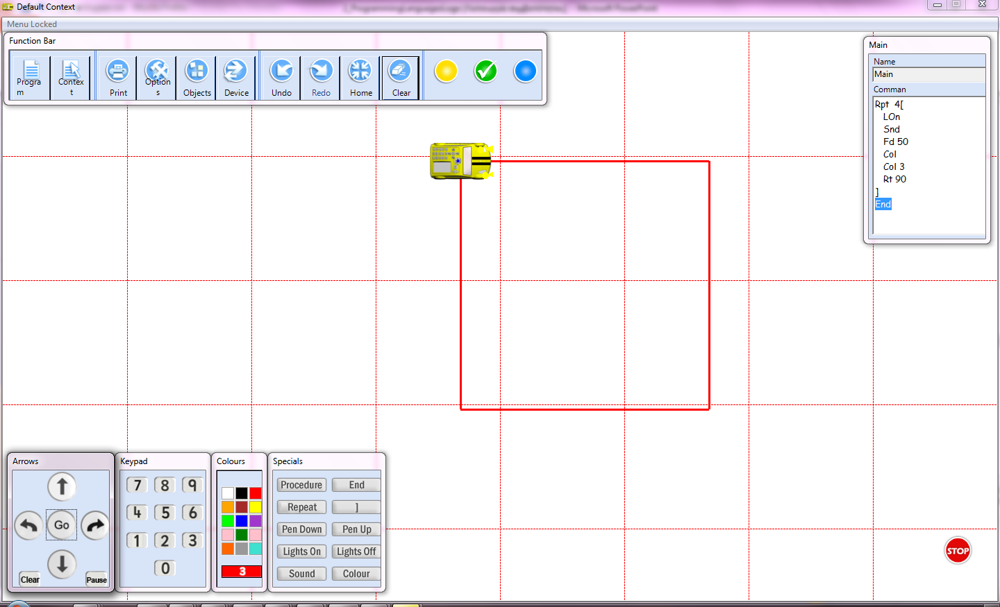 Default Context
Menu Locked
Function Bar
Progra
m
Contex
t
Print
Option
s
Objects
Device
Undo
Redo
Home
Clear
Main
Name
Main
Comman
Rpt 4[
LOn
Snd
Fd 50
Col
Col 3
Rt 90
]
End
Arrows
Go
Clear
Pause
Keypad
7 8 9
4 5 6
1 2 3
0
Colours
3
Specials
Procedure End
Repeat ]
Pen Down Pen Up
Lights On Lights Off
Sound Colour
STOP